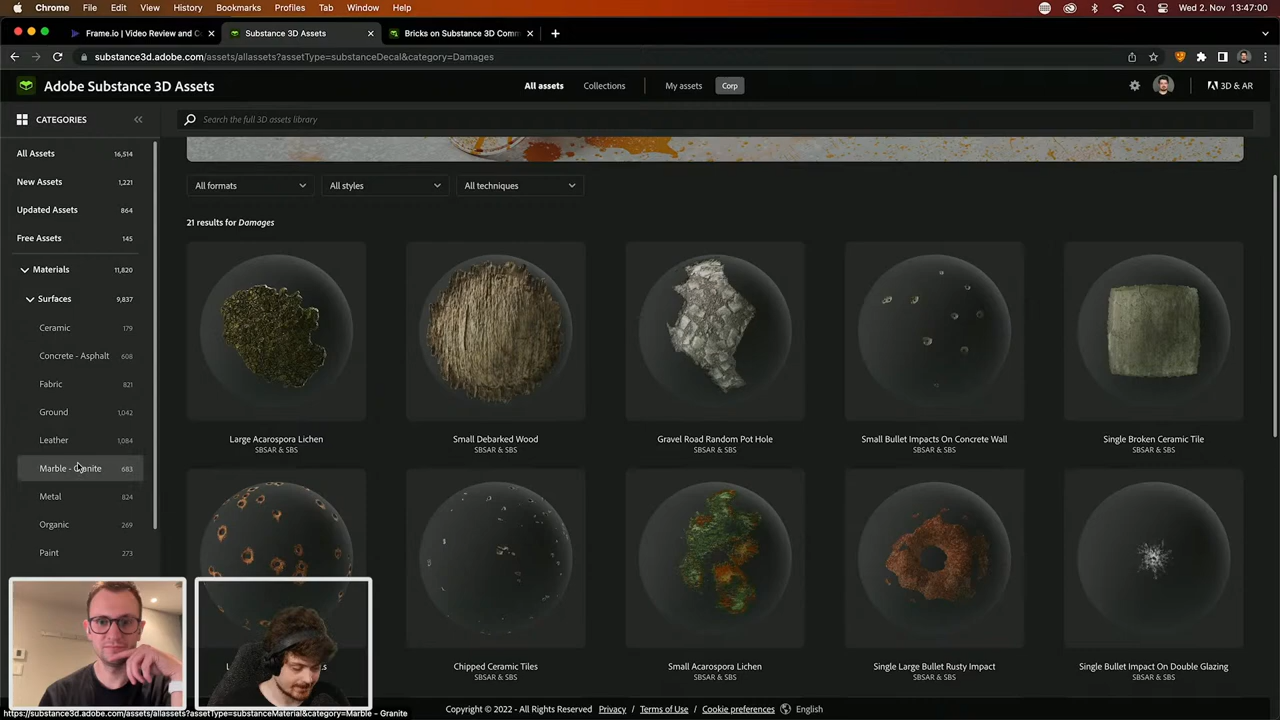 Chrome File Edit View History Bookmarks Profiles Tab Window Help Wed 2. Nov 13:47:00
Frame.io | Video Review and C Substance 3D Assets Bricks on Substance 3D Comm
substance3d.adobe.com/assets/allassets?assetType=substanceDecal&category=Damages
Adobe Substance 3D Assets All assets Collections My assets Corp 3D & AR
CATEGORIES Search the full 3D assets library
All Assets 16,514
New Assets 1,221
Updated Assets 864
Free Assets 145
Materials 11,820
Surfaces 9,837
Ceramic 179
Concrete - Asphalt 608
Fabric 821
Ground 1,042
Leather 1,084
Marble - Granite 683
Metal 824
Organic 269
Paint 273
All formats All styles All techniques
21 results for Damages
Large Acarospora Lichen
SBSAR & SBS
Small Debarked Wood
SBSAR & SBS
Gravel Road Random Pot Hole
SBSAR & SBS
Small Bullet Impacts On Concrete Wall
SBSAR & SBS
Single Broken Ceramic Tile
SBSAR & SBS
Chipped Ceramic Tiles
SBSAR & SBS
Small Acarospora Lichen
SBSAR & SBS
Single Large Bullet Rusty Impact
SBSAR & SBS
Single Bullet Impact On Double Glazing
SBSAR & SBS
Copyright © 2022 - All Rights Reserved Privacy | Terms of Use | Cookie preferences English
https://substance3d.adobe.com/assets/allassets?assetType=substanceMaterial&category=Marble – Granite